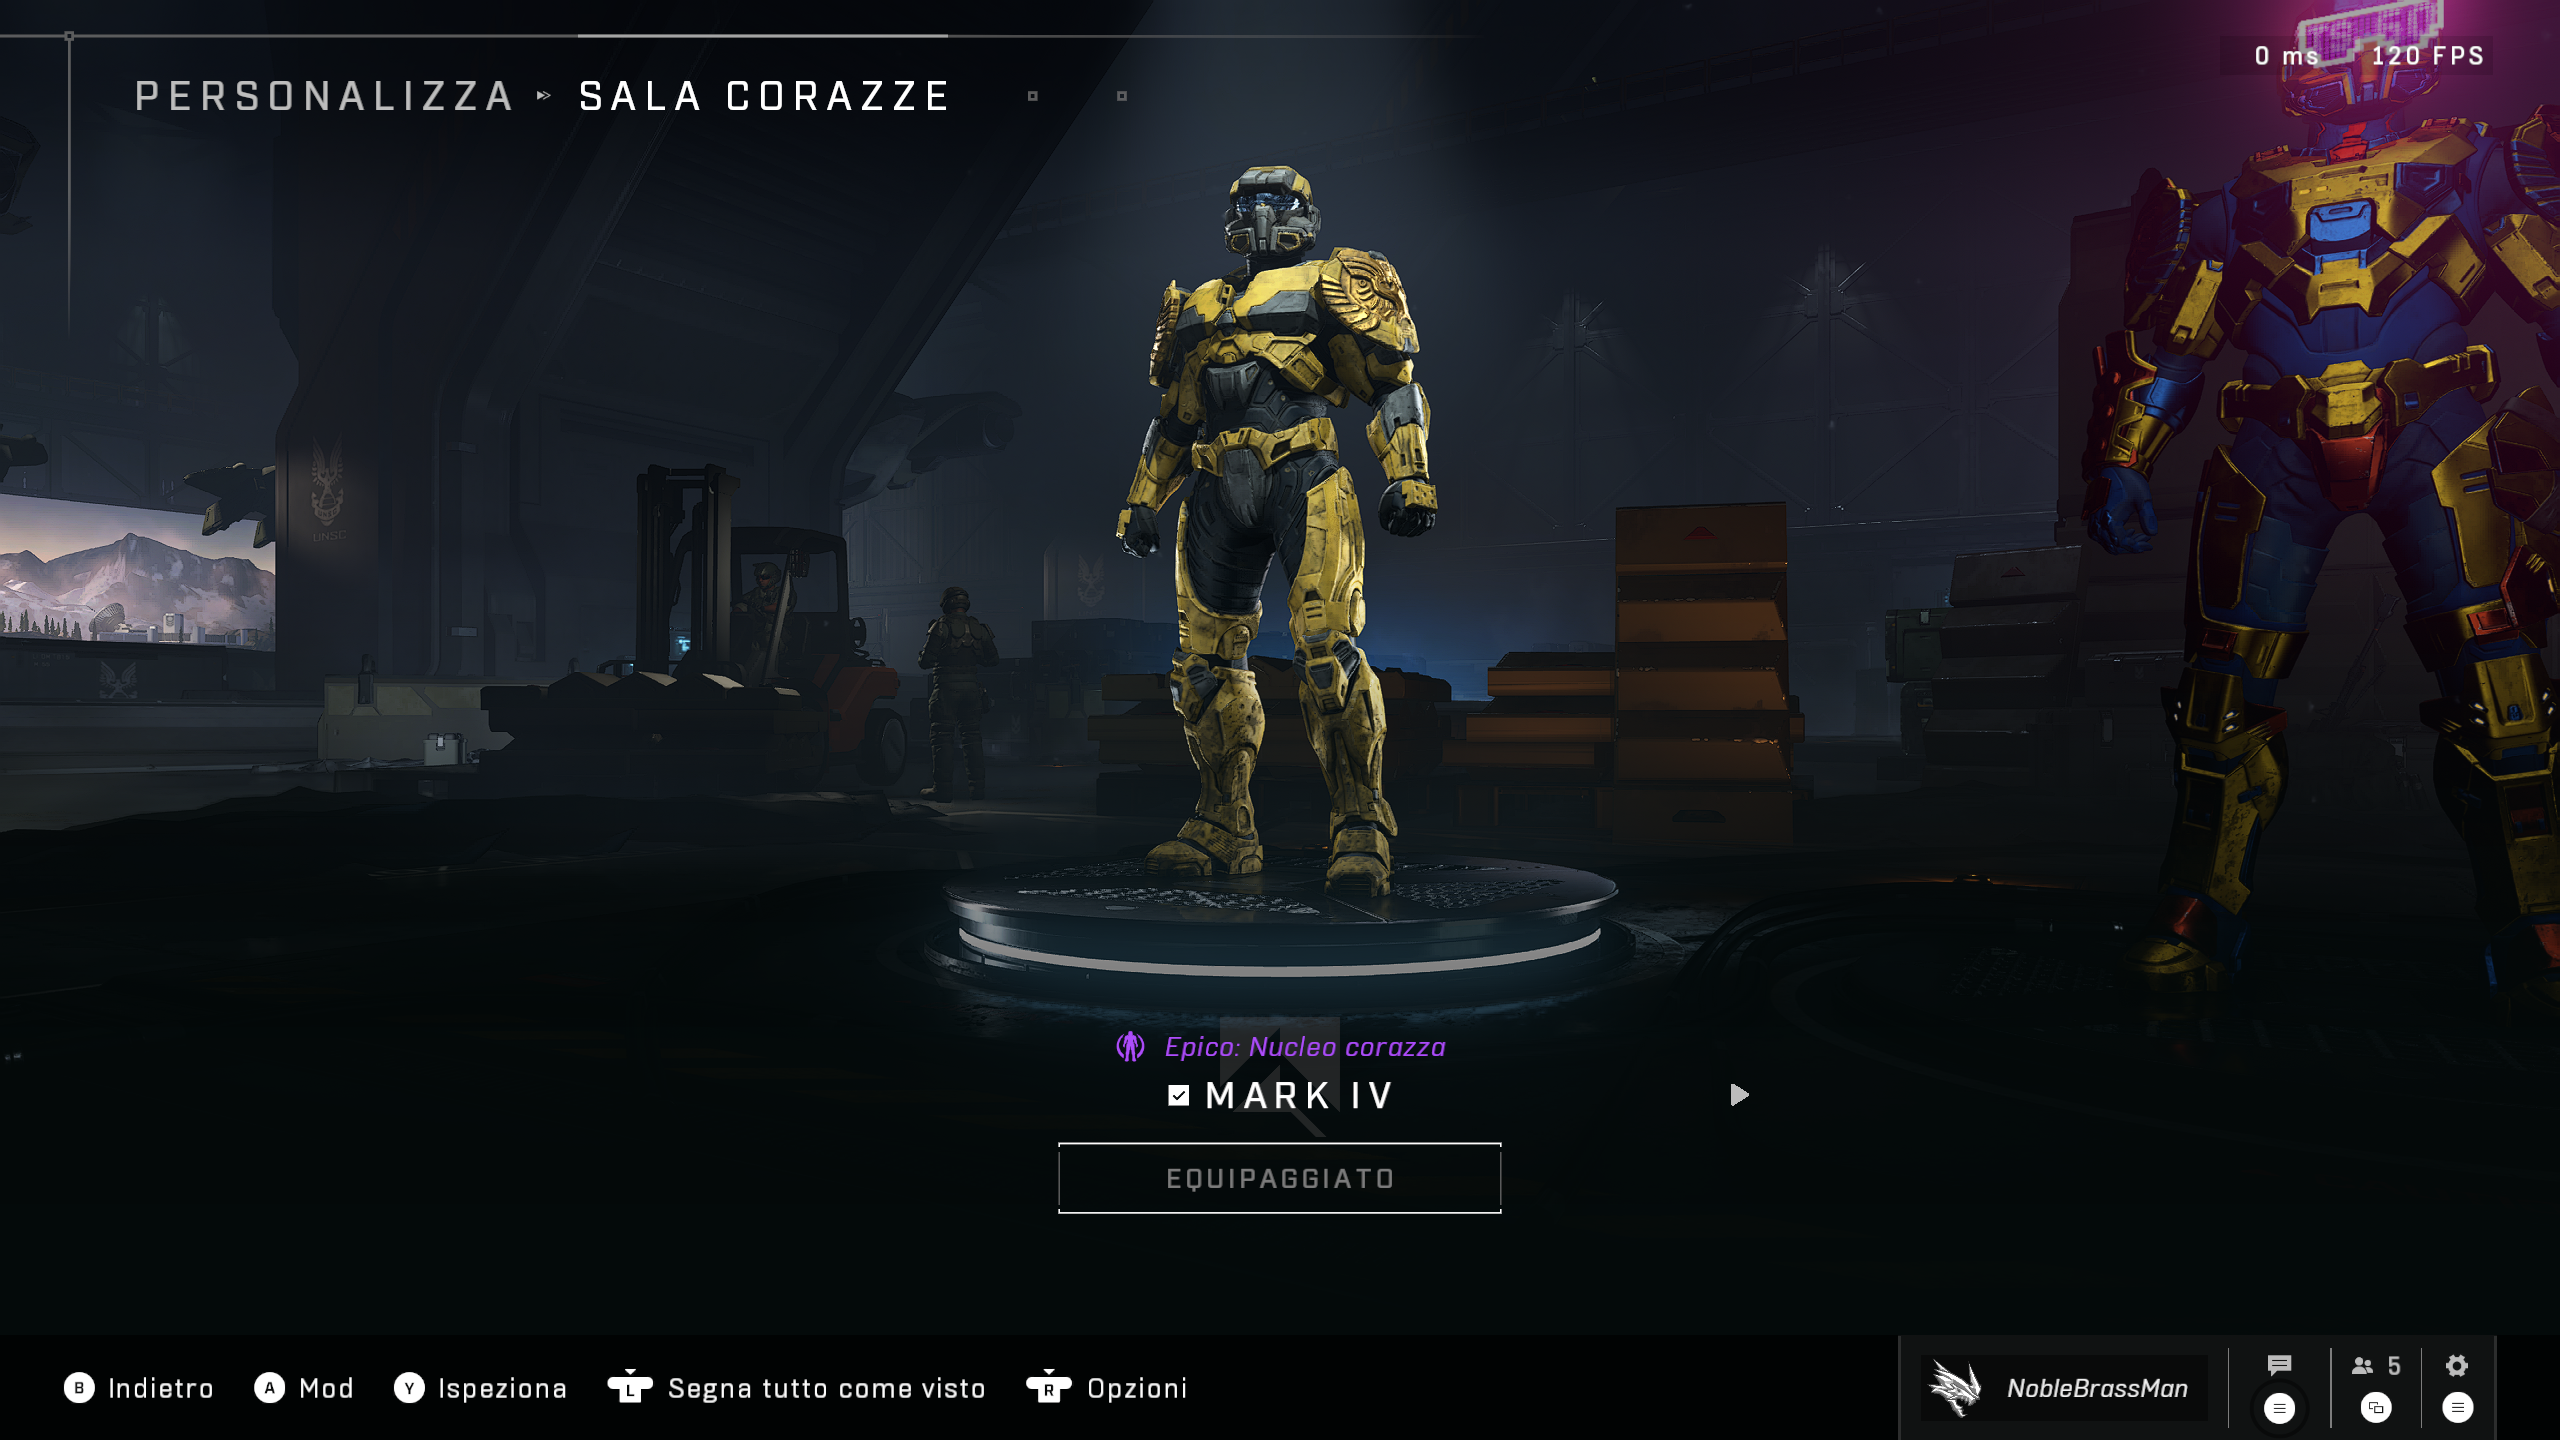 0 ms 120 FPS
PERSONALIZZA SALA CORAZZE
UNSC
Epico: Nucleo corazza
MARK IV
EQUIPAGGIATO
B Indietro A Mod Y Ispeziona L Segna tutto come visto R Opzioni
NobleBrassMan 5